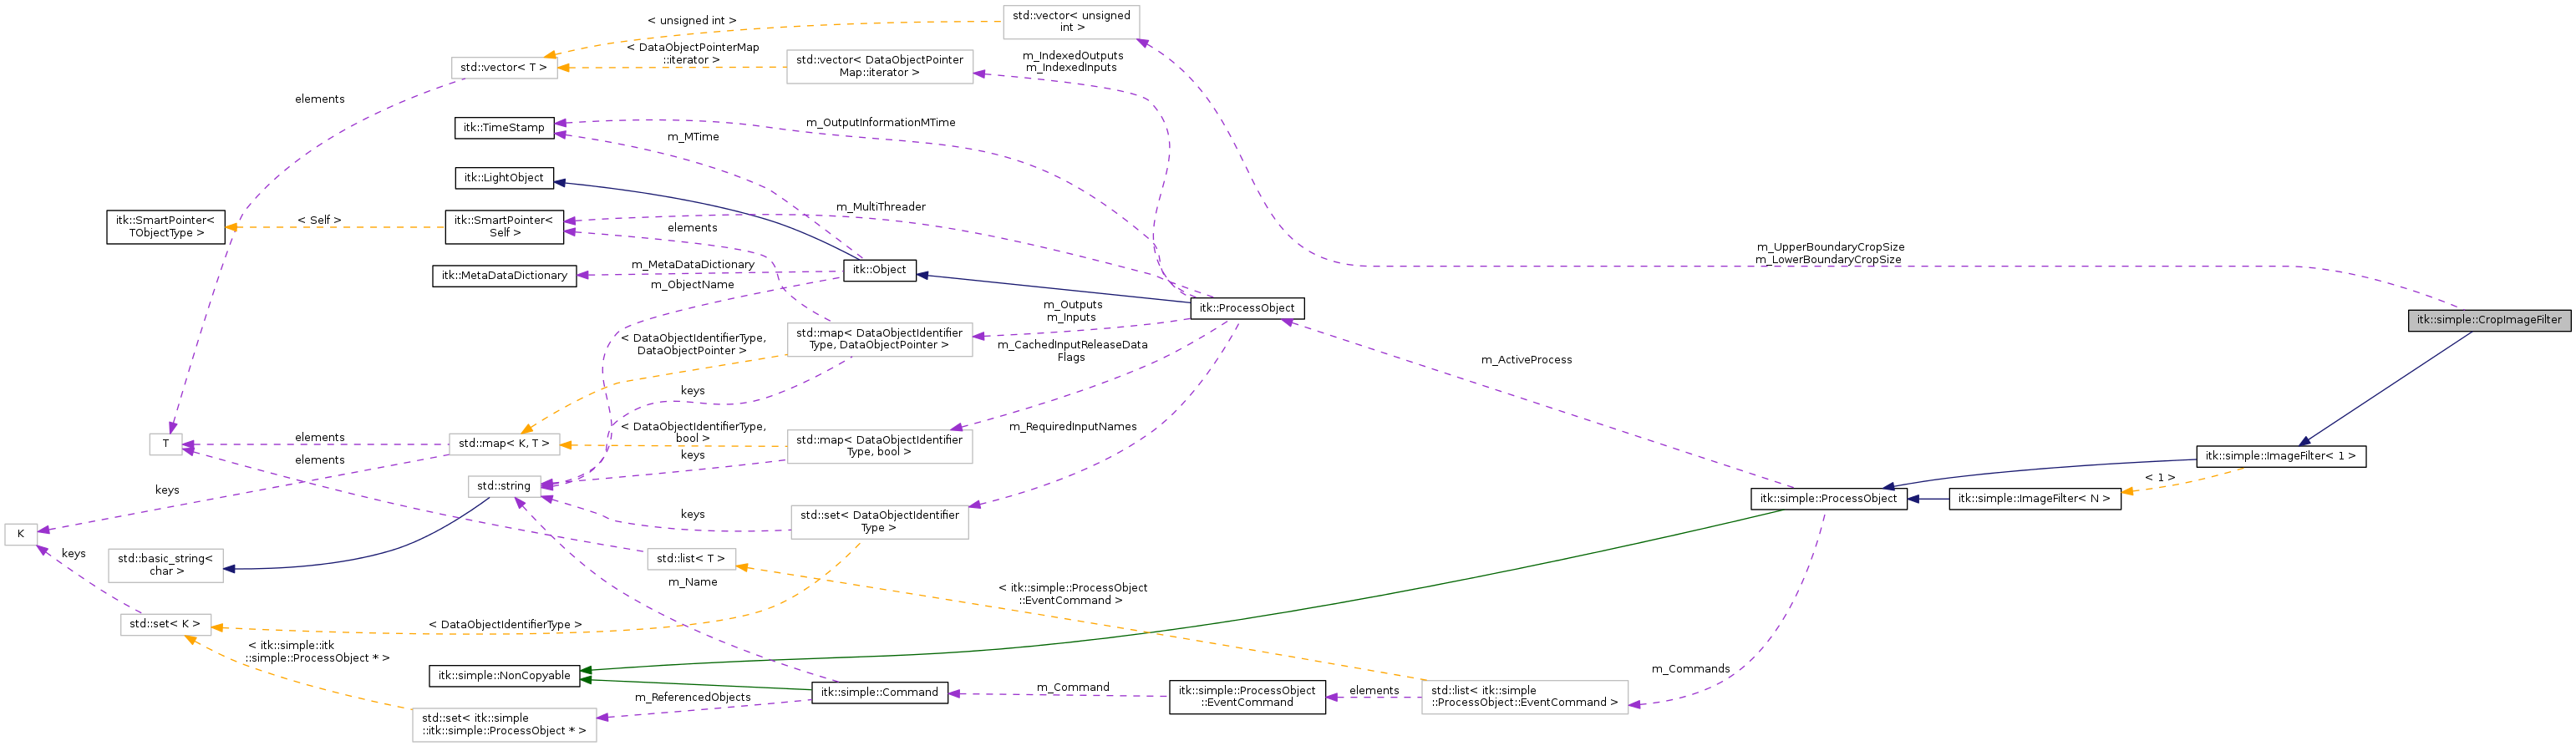 < unsigned int >
std::vector< unsigned
int >
< DataObjectPointerMap
::iterator >
std::vector< T >
std::vector< DataObjectPointer
Map::iterator >
m_IndexedOutputs
m_IndexedInputs
elements
itk::TimeStamp
m_MTime
m_OutputInformationMTime
itk::LightObject
itk::SmartPointer<
TObjectType >
< Self >
itk::SmartPointer<
Self >
m_MultiThreader
elements
itk::MetaDataDictionary
m_MetaDataDictionary
m_ObjectName
itk::Object
m_UpperBoundaryCropSize
m_LowerBoundaryCropSize
itk::ProcessObject
itk::simple::CropImageFilter
m_Outputs
m_Inputs
< DataObjectIdentifierType,
DataObjectPointer >
std::map< DataObjectIdentifier
Type, DataObjectPointer >
m_CachedInputReleaseData
Flags
m_ActiveProcess
keys
T
elements
std::map< K, T >
< DataObjectIdentifierType,
bool >
std::map< DataObjectIdentifier
Type, bool >
m_RequiredInputNames
keys
elements
itk::simple::ImageFilter< 1 >
keys
std::string
< 1 >
itk::simple::ProcessObject
itk::simple::ImageFilter< N >
keys
std::set< DataObjectIdentifier
Type >
K
keys
std::basic_string<
char >
std::list< T >
m_Name
< itk::simple::ProcessObject
::EventCommand >
std::set< K >
< DataObjectIdentifierType >
< itk::simple::itk
::simple::ProcessObject * >
itk::simple::NonCopyable
m_Commands
itk::simple::Command
m_Command
itk::simple::ProcessObject
::EventCommand
elements
std::list< itk::simple
::ProcessObject::EventCommand >
m_ReferencedObjects
std::set< itk::simple
::itk::simple::ProcessObject * >